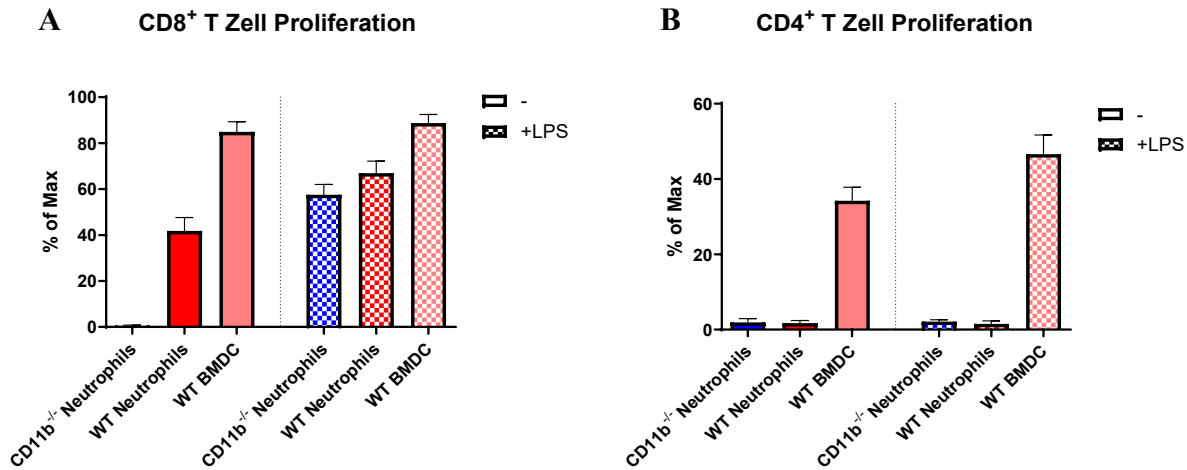 A
CD8⁺ T Zell Proliferation
% of Max
100
80
60
40
20
0
CD11b⁻/⁻ Neutrophils
WT Neutrophils
WT BMDC
CD11b⁻/⁻ Neutrophils
WT Neutrophils
WT BMDC
-
+LPS
B
CD4⁺ T Zell Proliferation
% of Max
60
40
20
0
CD11b⁻/⁻ Neutrophils
WT Neutrophils
WT BMDC
CD11b⁻/⁻ Neutrophils
WT Neutrophils
WT BMDC
-
+LPS